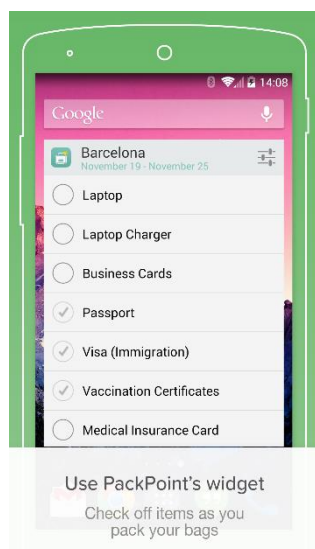 14:08
Google
Barcelona
November 19 - November 25
Laptop
Laptop Charger
Business Cards
Passport
Visa (Immigration)
Vaccination Certificates
Medical Insurance Card
Use PackPoint's widget
Check off items as you
pack your bags